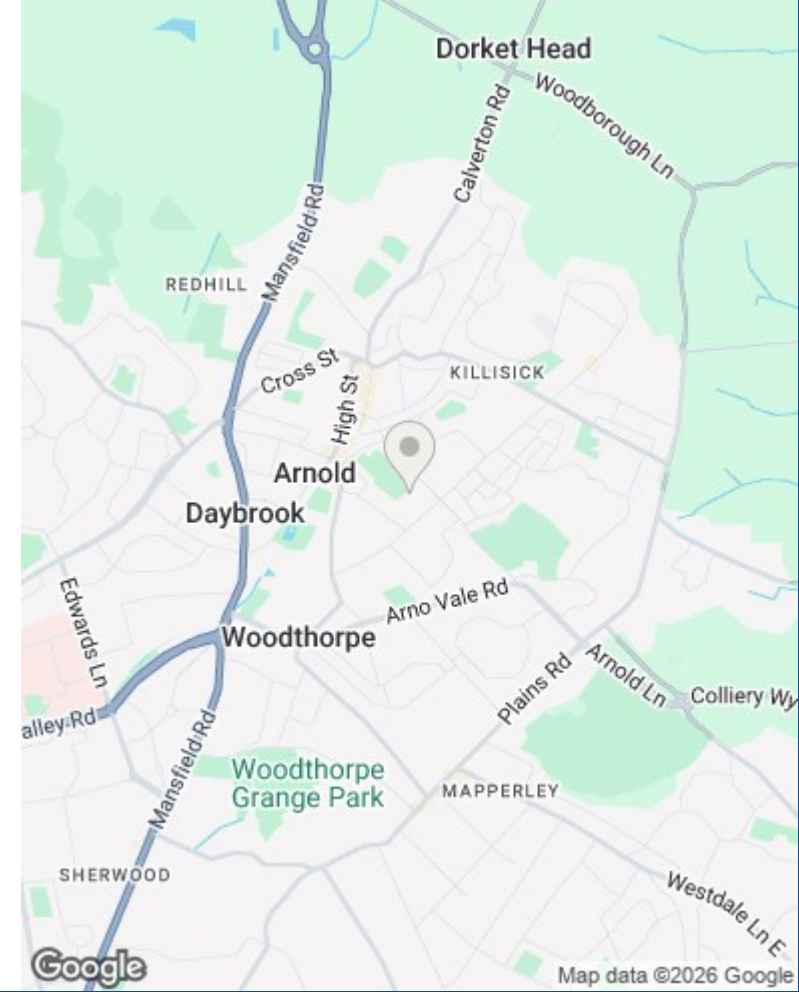 Dorket Head
Woodborough Ln
Calverton Rd
Mansfield Rd
REDHILL
Cross St
High St
KILLISICK
Arnold
Daybrook
Edwards Ln
Arno Vale Rd
Woodthorpe
Plains Rd
Arnold Ln
Colliery Wy
alley Rd
Mansfield Rd
Woodthorpe
Grange Park
MAPPERLEY
SHERWOOD
Westdale Ln E
Google
Map data ©2026 Google